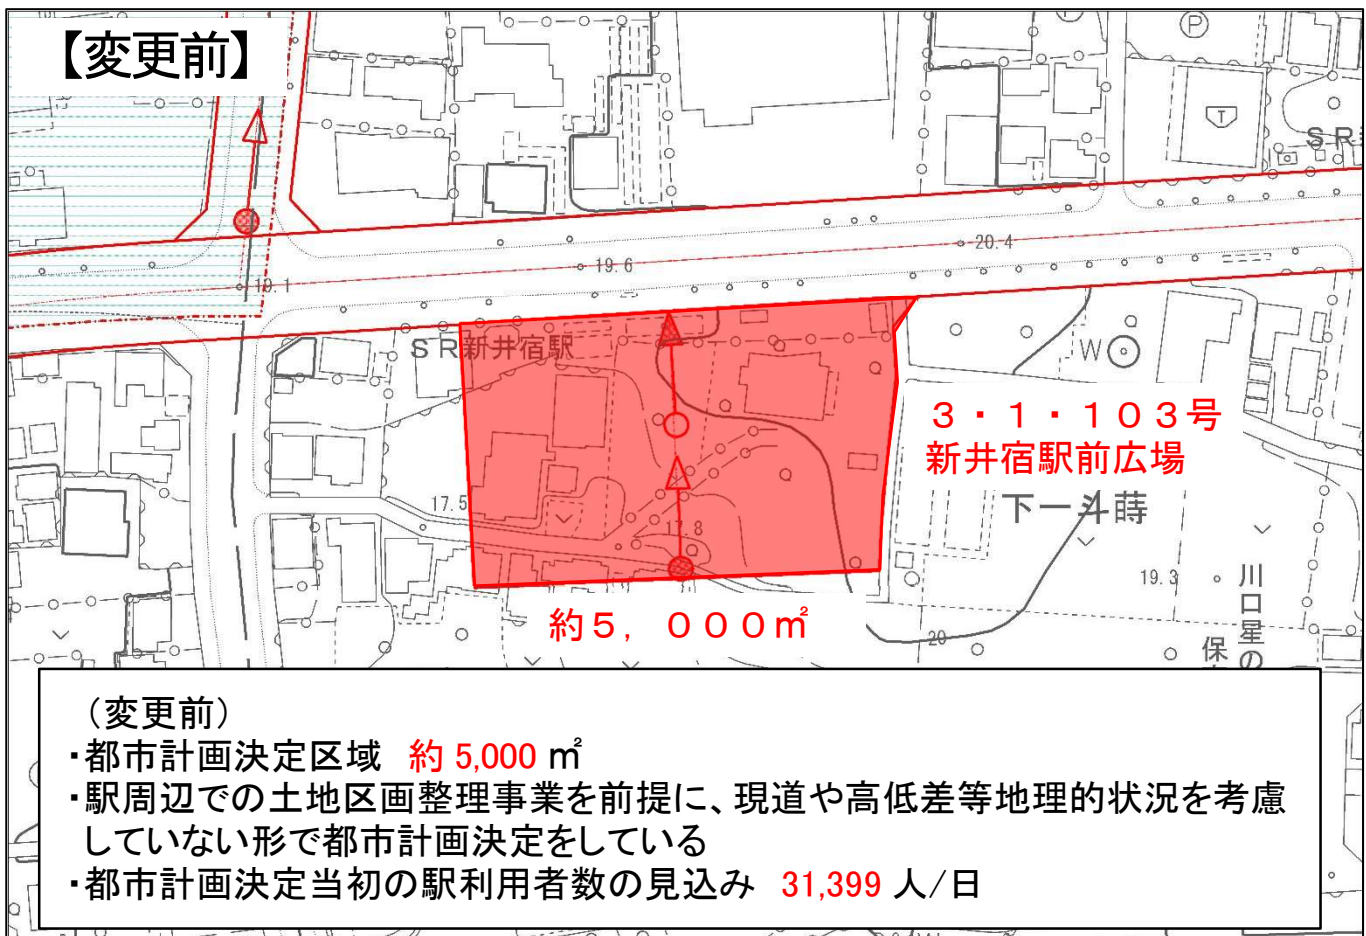 【変更前】
P
T
SR
20.4
19.6
19.1
SR新井宿駅
W
3・1・103号
新井宿駅前広場
下一斗蒔
17.5
17.8
19.3
川口星の
保
約5,000㎡
20
（変更前）
・都市計画決定区域 約 5,000 ㎡
・駅周辺での土地区画整理事業を前提に、現道や高低差等地理的状況を考慮
していない形で都市計画決定をしている
・都市計画決定当初の駅利用者数の見込み 31,399 人/日